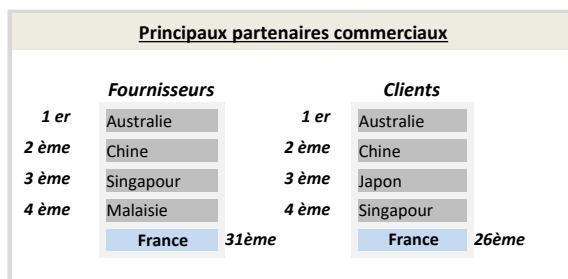 Principaux partenaires commerciaux
Fournisseurs Clients
1 er Australie 1 er Australie
2 ème Chine 2 ème Chine
3 ème Singapour 3 ème Japon
4 ème Malaisie 4 ème Singapour
France 31ème France 26ème